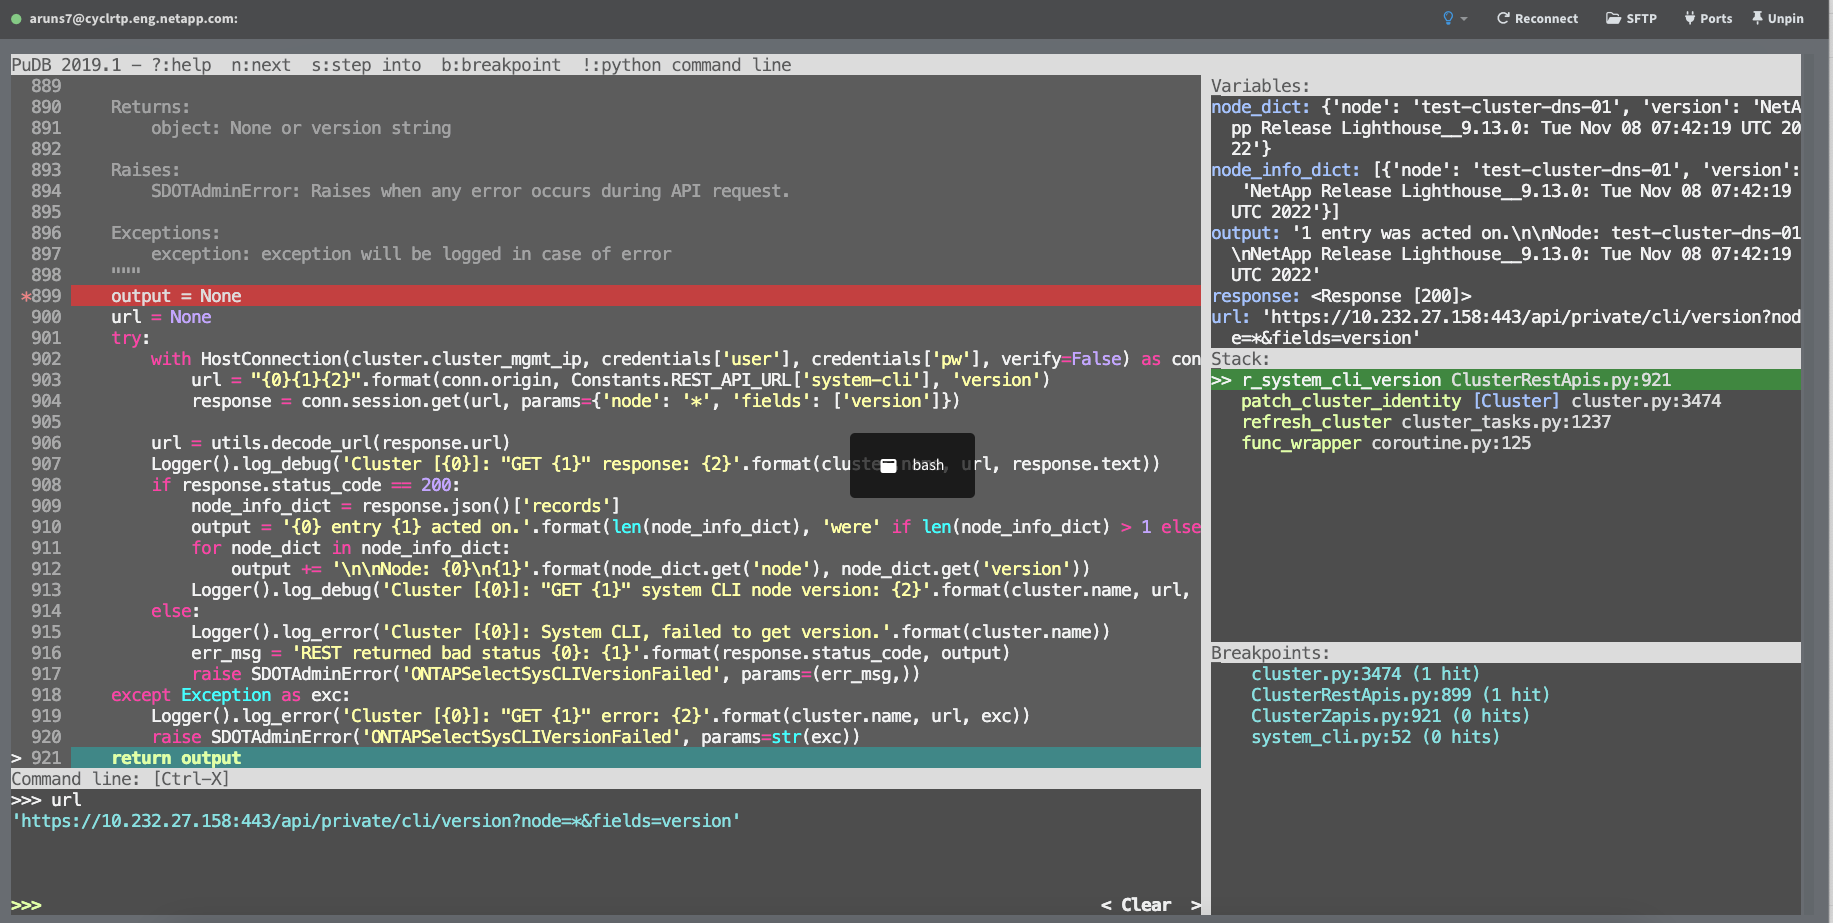 aruns7@cyclrtp.eng.netapp.com:
Reconnect SFTP Ports Unpin
PuDB 2019.1 - ?:help  n:next  s:step into  b:breakpoint  !:python command line
889
890     Returns:
891         object: None or version string
892
893     Raises:
894         SDOTAdminError: Raises when any error occurs during API request.
895
896     Exceptions:
897         exception: exception will be logged in case of error
898     """"
*899     output = None
900     url = None
901     try:
902         with HostConnection(cluster.cluster_mgmt_ip, credentials['user'], credentials['pw'], verify=False) as con
903             url = "{0}{1}{2}".format(conn.origin, Constants.REST_API_URL['system-cli'], 'version')
904             response = conn.session.get(url, params={'node': '*', 'fields': ['version']})
905
906         url = utils.decode_url(response.url)
907         Logger().log_debug('Cluster [{0}]: "GET {1}" response: {2}'.format(cluster.name, url, response.text))
908         if response.status_code == 200:
909             node_info_dict = response.json()['records']
910             output = '{0} entry {1} acted on.'.format(len(node_info_dict), 'were' if len(node_info_dict) > 1 else
911             for node_dict in node_info_dict:
912                 output += '\n\nNode: {0}\n{1}'.format(node_dict.get('node'), node_dict.get('version'))
913             Logger().log_debug('Cluster [{0}]: "GET {1}" system CLI node version: {2}'.format(cluster.name, url,
914         else:
915             Logger().log_error('Cluster [{0}]: System CLI, failed to get version.'.format(cluster.name))
916             err_msg = 'REST returned bad status {0}: {1}'.format(response.status_code, output)
917             raise SDOTAdminError('ONTAPSelectSysCLIVersionFailed', params=(err_msg,))
918     except Exception as exc:
919         Logger().log_error('Cluster [{0}]: "GET {1}" error: {2}'.format(cluster.name, url, exc))
920         raise SDOTAdminError('ONTAPSelectSysCLIVersionFailed', params=str(exc))
> 921     return output
bash
Command line: [Ctrl-X]
>>> url
'https://10.232.27.158:443/api/private/cli/version?node=*&fields=version'
>>>
< Clear >
Variables:
node_dict: {'node': 'test-cluster-dns-01', 'version': 'NetA
pp Release Lighthouse__9.13.0: Tue Nov 08 07:42:19 UTC 20
22'}
node_info_dict: [{'node': 'test-cluster-dns-01', 'version':
'NetApp Release Lighthouse__9.13.0: Tue Nov 08 07:42:19
UTC 2022'}]
output: '1 entry was acted on.\n\nNode: test-cluster-dns-01
\nNetApp Release Lighthouse__9.13.0: Tue Nov 08 07:42:19
UTC 2022'
response: <Response [200]>
url: 'https://10.232.27.158:443/api/private/cli/version?nod
e=*&fields=version'
Stack:
>> r_system_cli_version ClusterRestApis.py:921
patch_cluster_identity [Cluster] cluster.py:3474
refresh_cluster cluster_tasks.py:1237
func_wrapper coroutine.py:125
Breakpoints:
cluster.py:3474 (1 hit)
ClusterRestApis.py:899 (1 hit)
ClusterZapis.py:921 (0 hits)
system_cli.py:52 (0 hits)